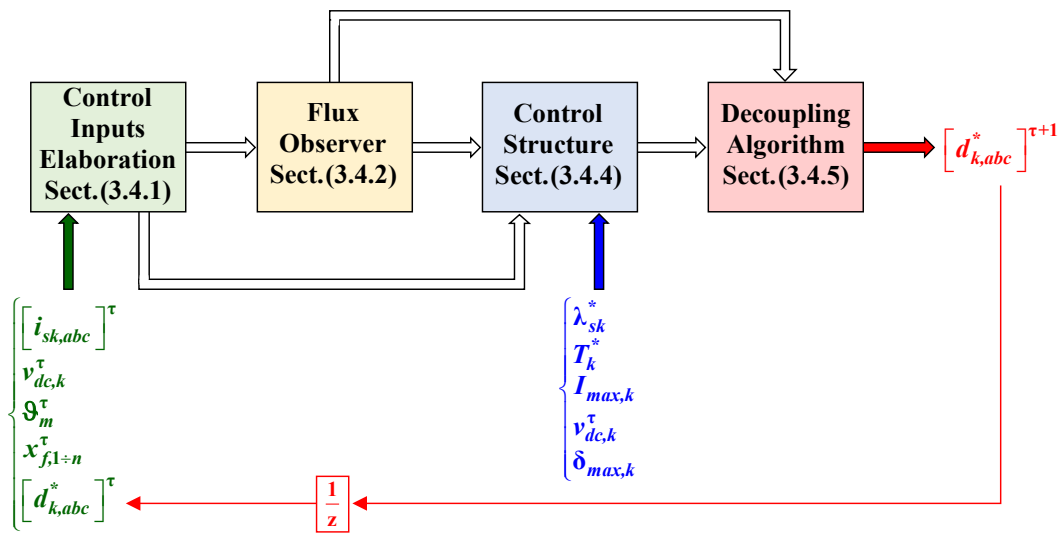 Control
Inputs
Elaboration
Sect.(3.4.1)
Flux
Observer
Sect.(3.4.2)
Control
Structure
Sect.(3.4.4)
Decoupling
Algorithm
Sect.(3.4.5)
[d*k,abc]τ+1
[isk,abc]τ
vτdc,k
ϑτm
xτf,1÷n
[d*k,abc]τ
λ*sk
T*k
Imax,k
vτdc,k
δmax,k
1
z